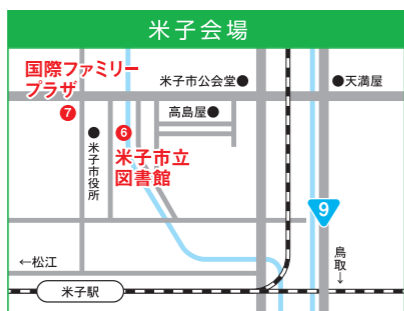 米子会場
国際ファミリー
プラザ
7
米子市公会堂
天満屋
高島屋
6
米子市立
図書館
米子市役所
9
←松江
鳥取→
米子駅